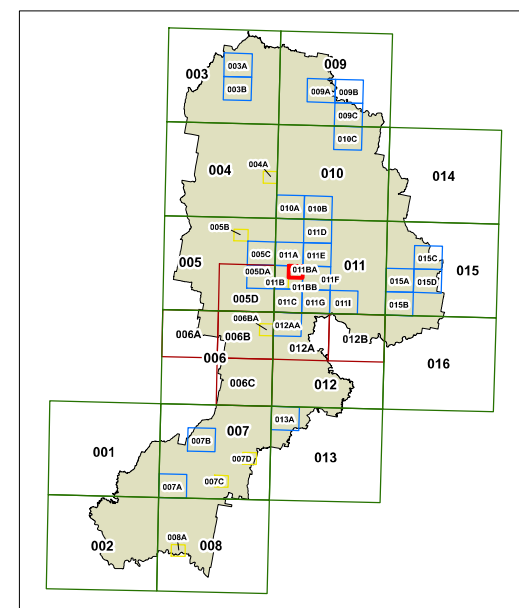 009
003 003A
003B 009A 009B
009C
010C
004 004A 010 014
010A 010B
005B 011D
005C 011A 011E 015C
005 005DA 011BA 011 015
011B 011F 015A 015D
011BB
005D 011C 011G 011I 015B
006BA 012AA
006A 006B 012A 012B
006 016
006C 012
013A
007
007B
001 007D 013
007A 007C
008A
002 008